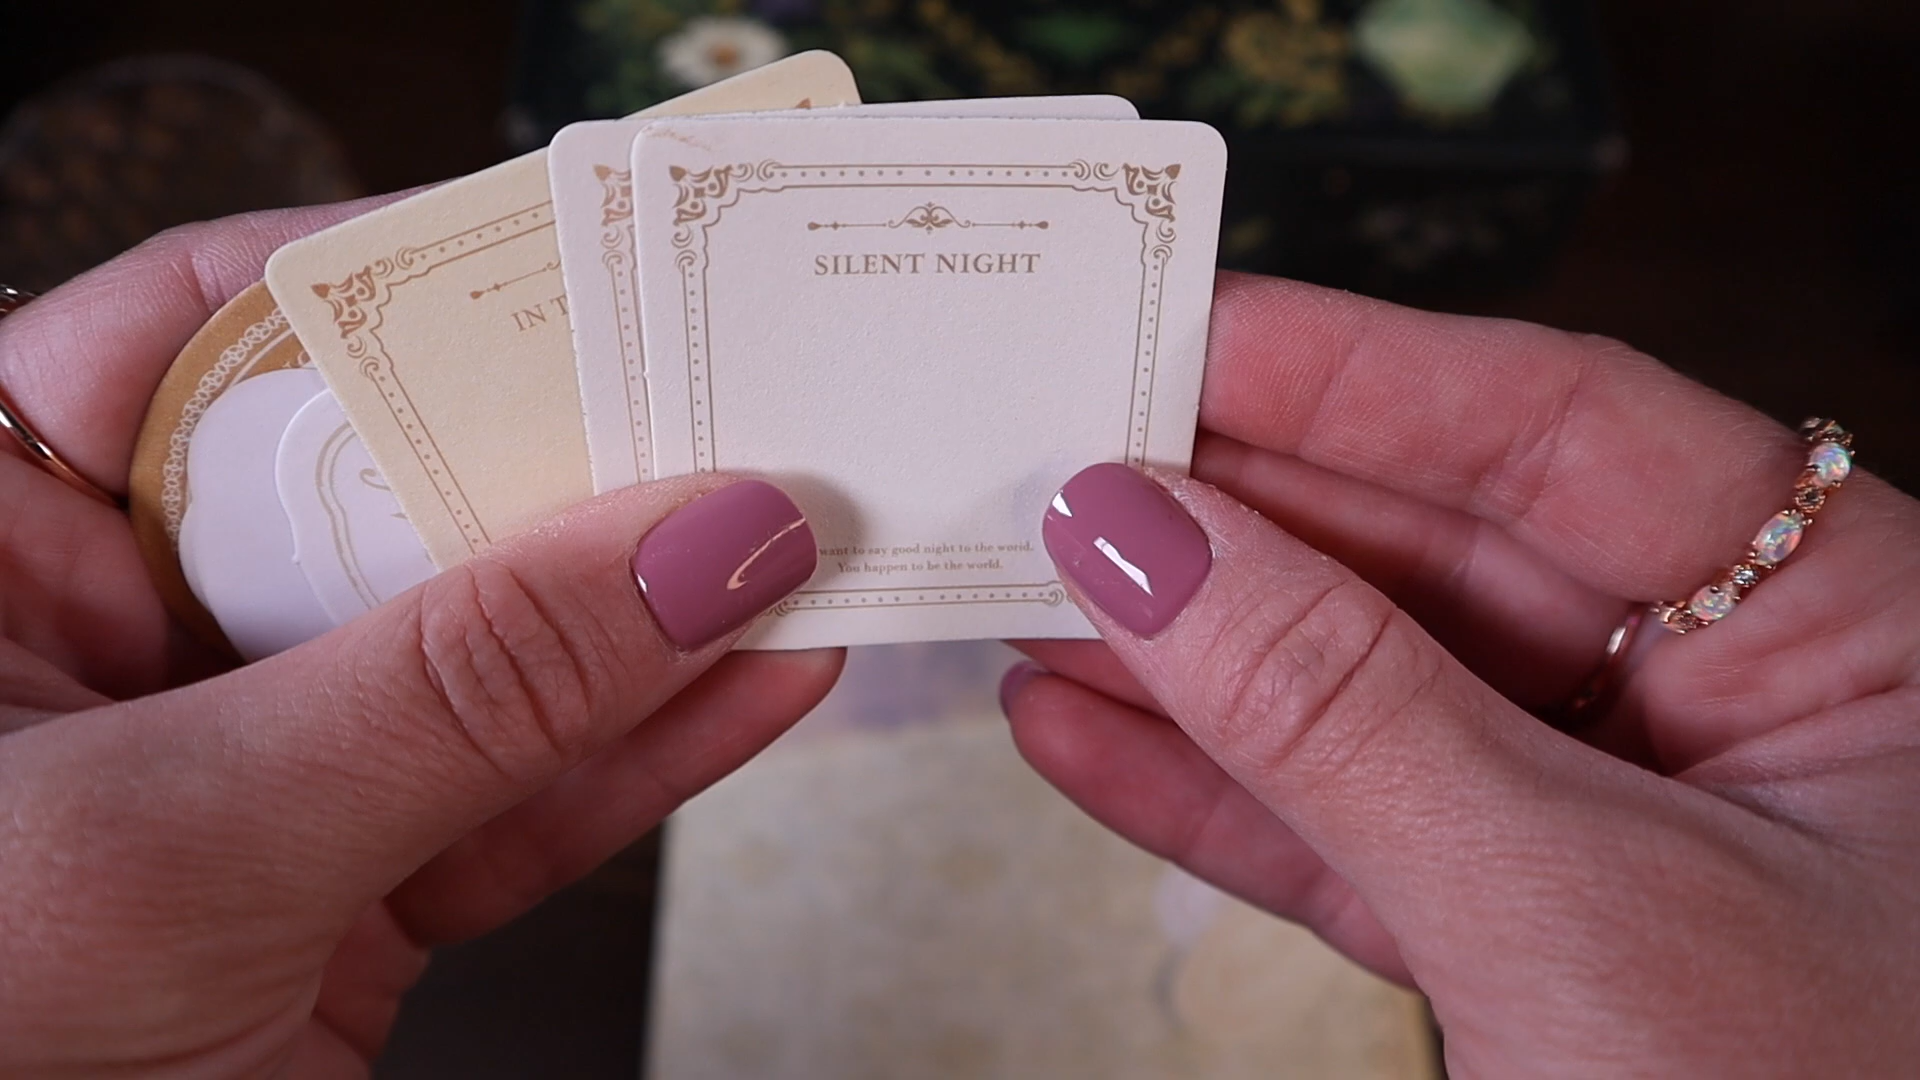 SILENT NIGHT
want to say good night to the world.
You happen to be the world.
IN